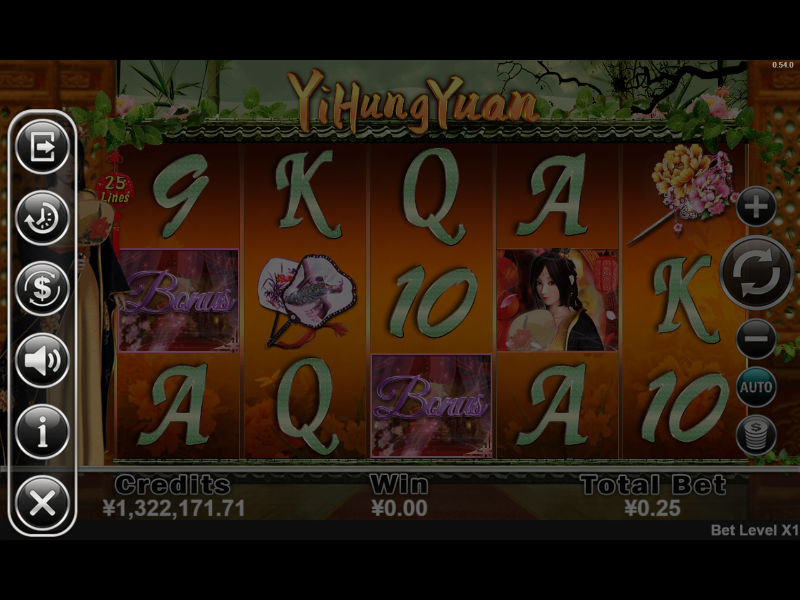 0.54.0
YiHungYuan
25
Lines
9 K Q A
Bonus 10 K
A Q Bonus A 10
AUTO
Credits Win Total Bet
¥1,322,171.71 ¥0.00 ¥0.25
Bet Level X1